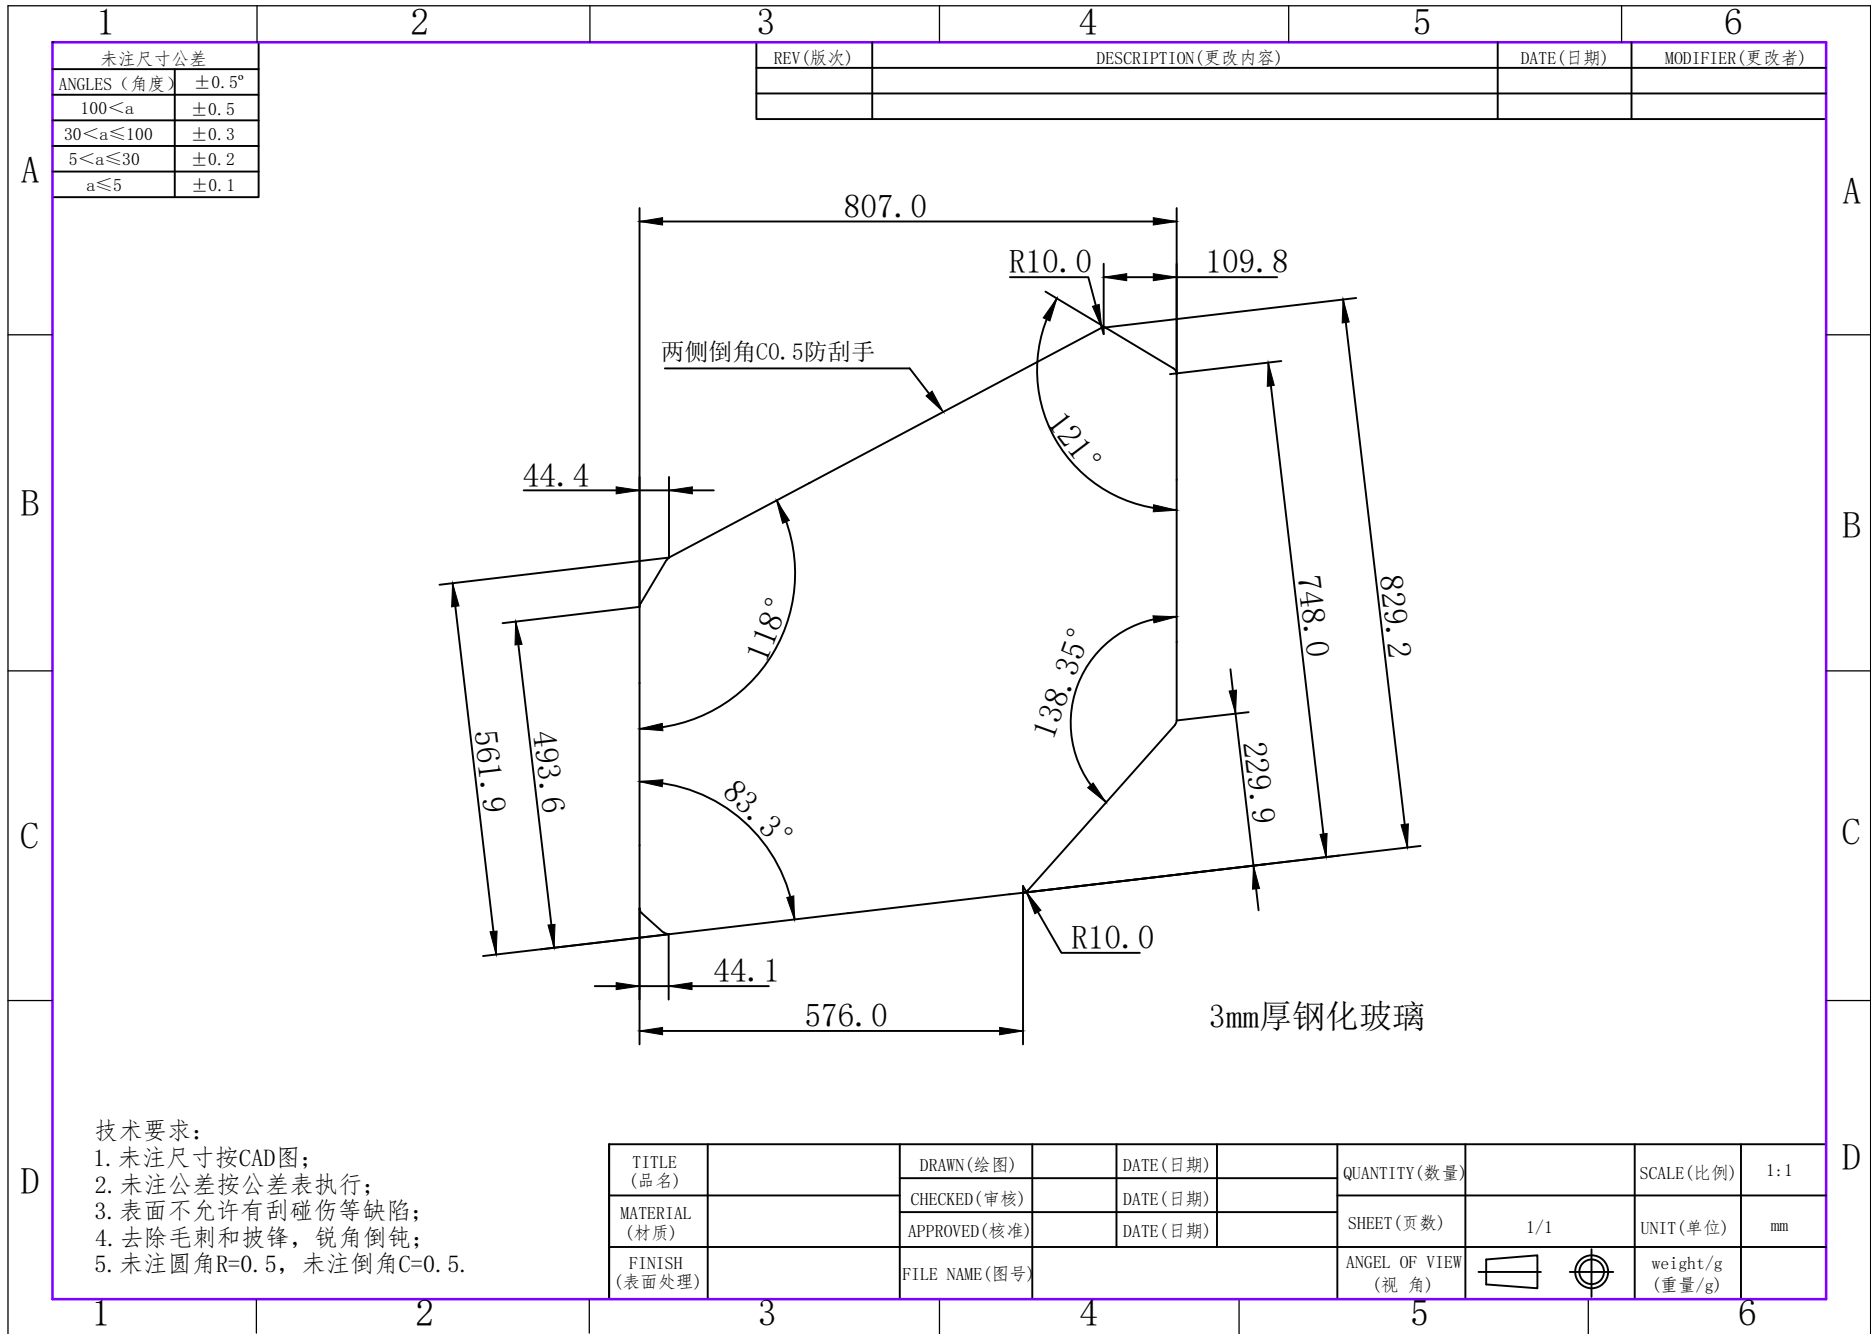 1 2 3 4 5 6
未注尺寸公差
ANGLES（角度） ±0.5°
100＜a ±0.5
30＜a≤100 ±0.3
5＜a≤30 ±0.2
a≤5 ±0.1
REV(版次) DESCRIPTION(更改内容) DATE(日期) MODIFIER(更改者)
A A
807.0
R10.0 109.8
两侧倒角C0.5防刮手
121°
44.4
B B
118°
748.0
829.2
138.35°
561.9
493.6
83.3°
229.9
C C
R10.0
44.1
576.0
3mm厚钢化玻璃
技术要求：
1.未注尺寸按CAD图；
2.未注公差按公差表执行；
3.表面不允许有刮碰伤等缺陷；
4.去除毛刺和披锋，锐角倒钝；
5.未注圆角R=0.5，未注倒角C=0.5.
D D
TITLE
(品名)
DRAWN(绘图) DATE(日期) QUANTITY(数量) SCALE(比例) 1:1
CHECKED(审核) DATE(日期)
MATERIAL
(材质)
APPROVED(核准) DATE(日期) SHEET(页数) 1/1 UNIT(单位) mm
FINISH
(表面处理)
FILE NAME(图号)
ANGEL OF VIEW
(视 角)
weight/g
(重量/g)
1 2 3 4 5 6